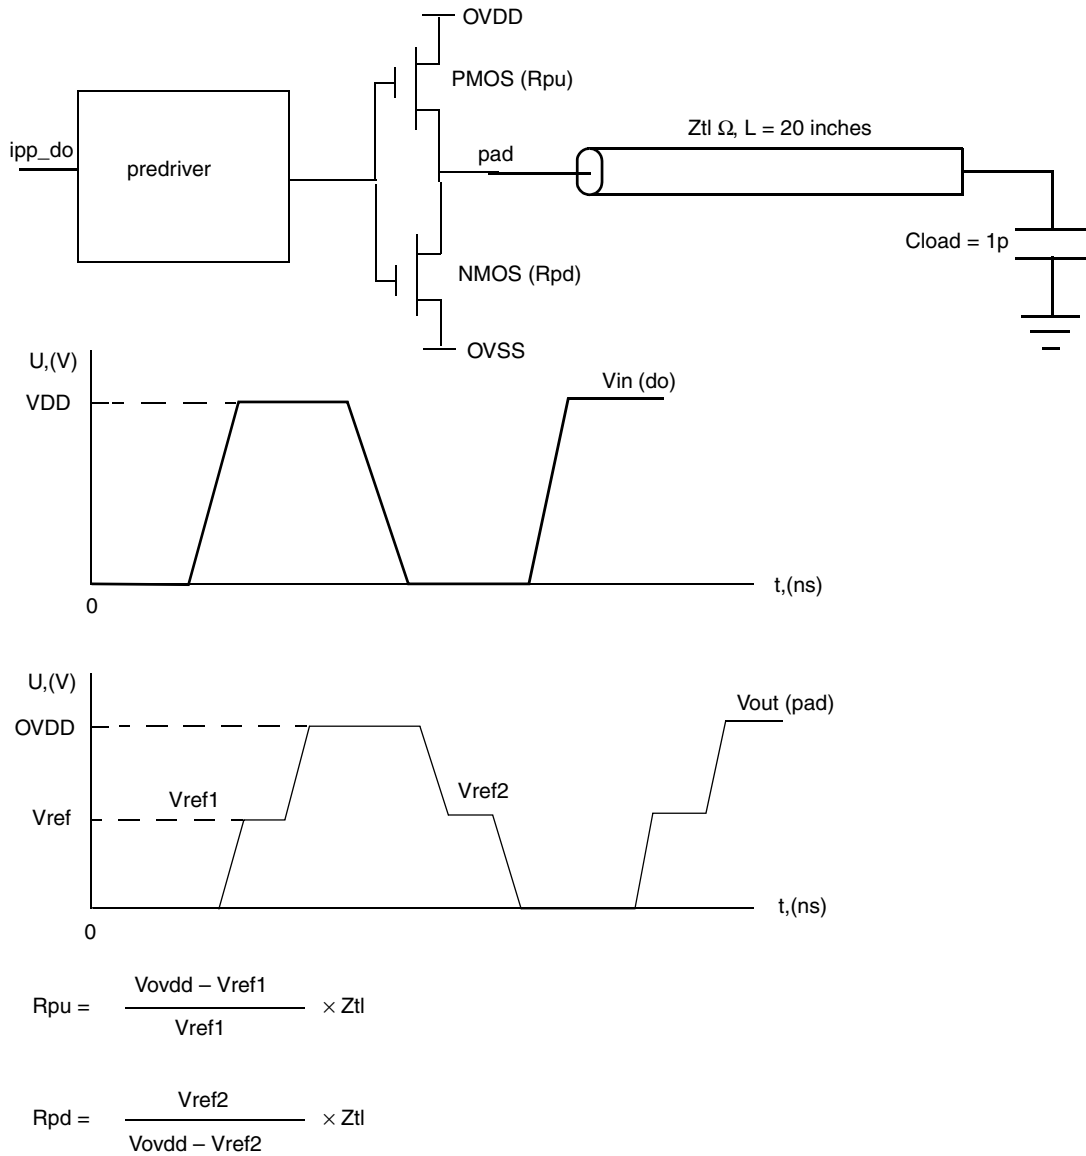 OVDD
PMOS (Rpu)
Ztl Ω, L = 20 inches
ipp_do
predriver
pad
Cload = 1p
NMOS (Rpd)
OVSS
U,(V)
VDD
Vin (do)
t,(ns)
0
U,(V)
OVDD
Vout (pad)
Vref1
Vref2
Vref
t,(ns)
0
Rpu = Vovdd – Vref1 × Ztl
Vref1
Rpd = Vref2 × Ztl
Vovdd – Vref2